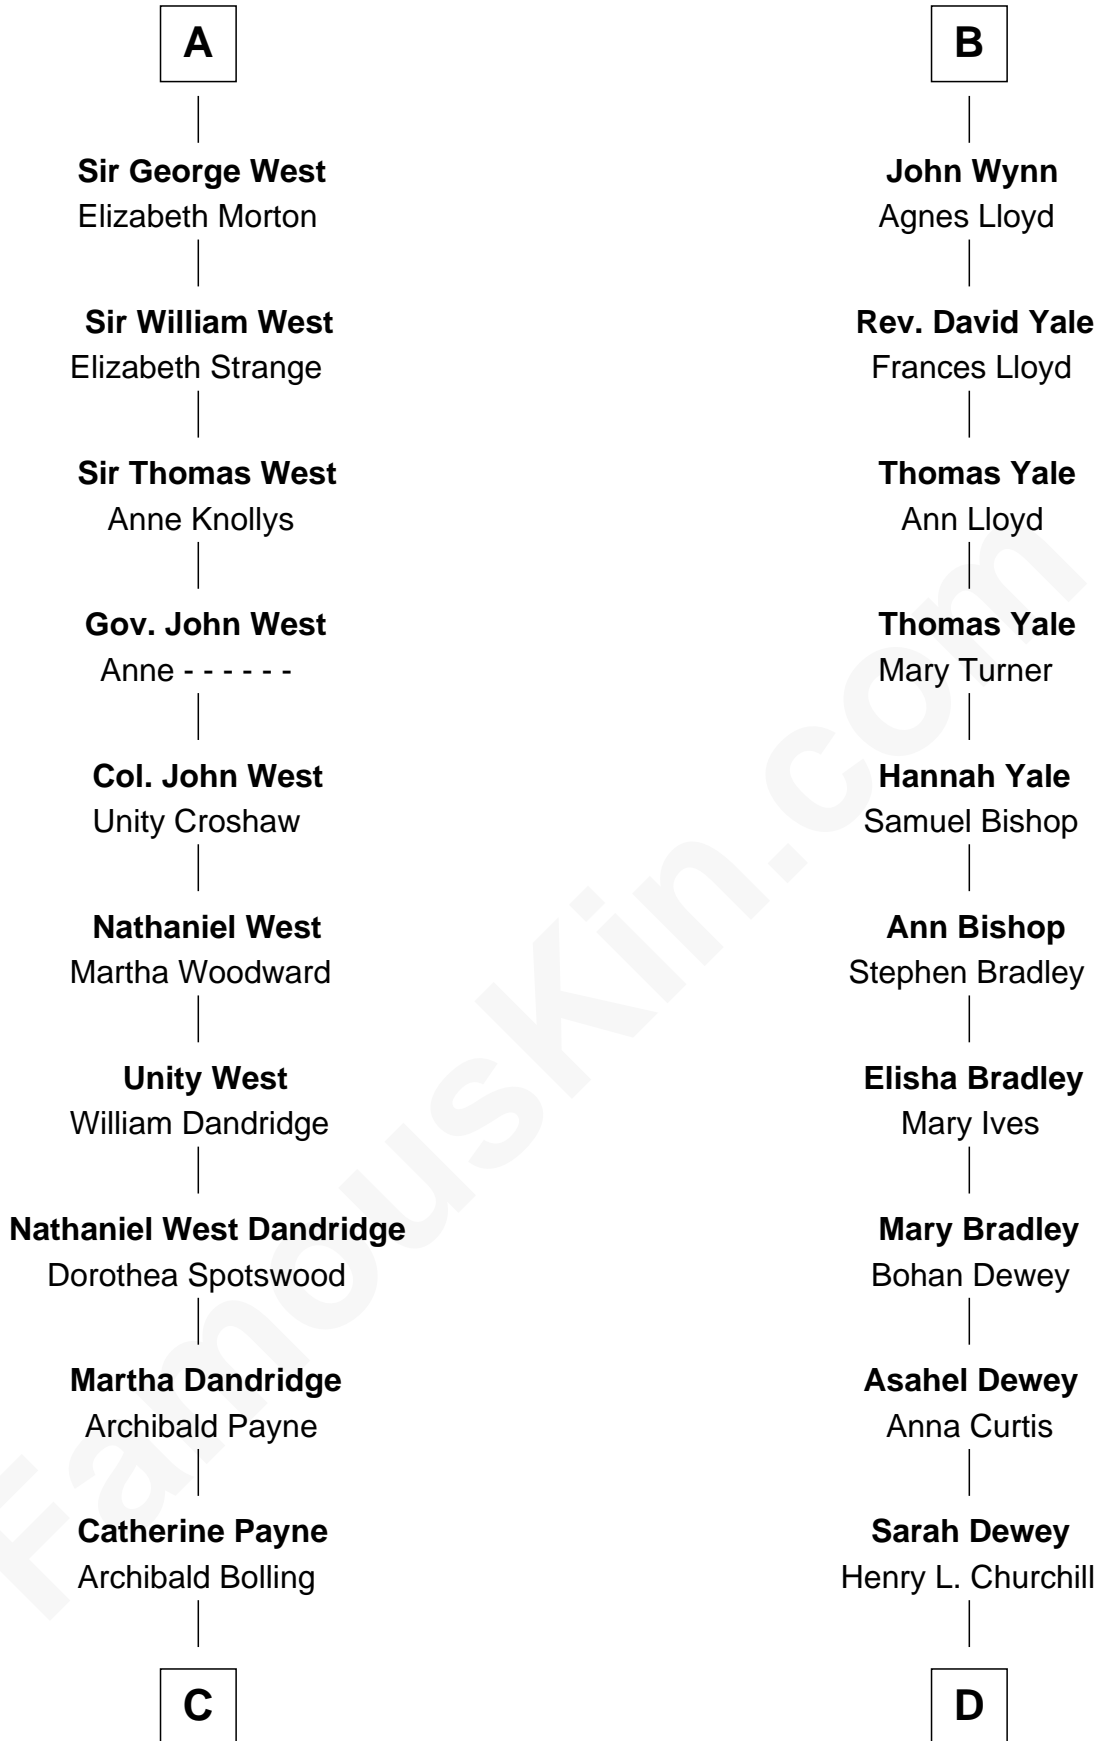 A
Sir George West
Elizabeth Morton
Sir William West
Elizabeth Strange
Sir Thomas West
Anne Knollys
Gov. John West
Anne - - - - - -
Col. John West
Unity Croshaw
Nathaniel West
Martha Woodward
Unity West
William Dandridge
Nathaniel West Dandridge
Dorothea Spotswood
Martha Dandridge
Archibald Payne
Catherine Payne
Archibald Bolling
C
B
John Wynn
Agnes Lloyd
Rev. David Yale
Frances Lloyd
Thomas Yale
Ann Lloyd
Thomas Yale
Mary Turner
Hannah Yale
Samuel Bishop
Ann Bishop
Stephen Bradley
Elisha Bradley
Mary Ives
Mary Bradley
Bohan Dewey
Asahel Dewey
Anna Curtis
Sarah Dewey
Henry L. Churchill
D
FamousKin.com